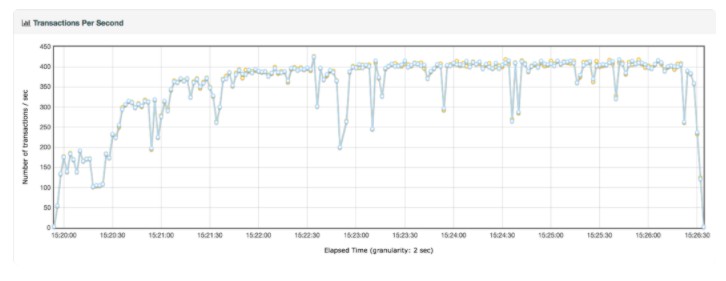 Transactions Per Second
450
400
350
300
250
200
150
100
50
0
Number of transactions / sec
15:20:00 15:20:30 15:21:00 15:21:30 15:22:00 15:22:30 15:23:00 15:23:30 15:24:00 15:24:30 15:25:00 15:25:30 15:26:00 15:26:30
Elapsed Time (granularity: 2 sec)